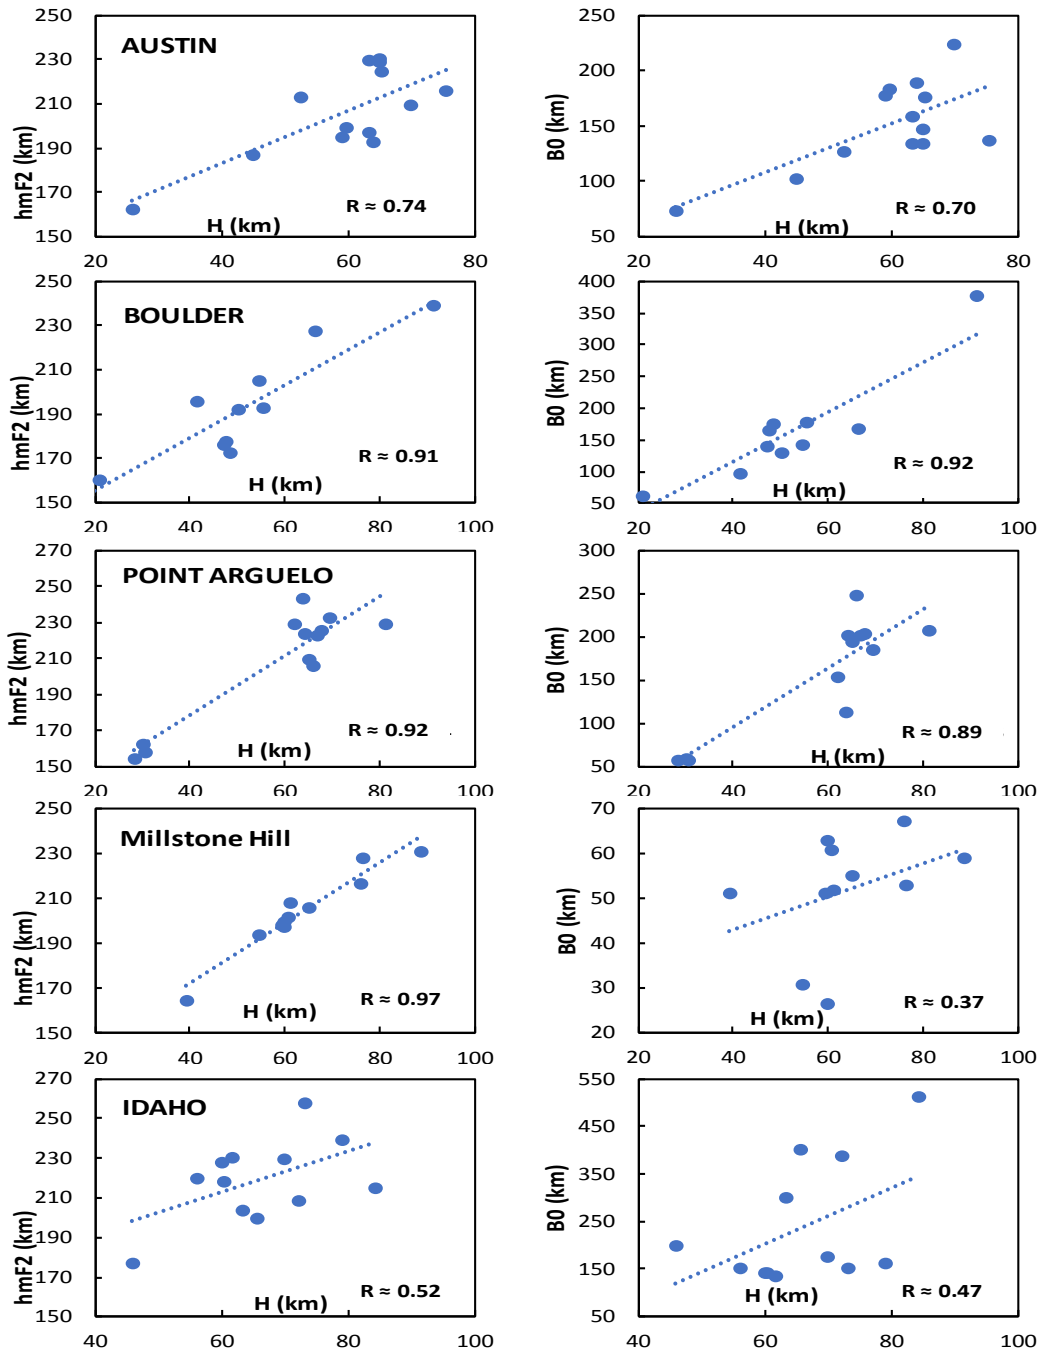 AUSTIN
hmF2 (km)
250
230
210
190
170
150
20 40 60 80
H (km)
R ≈ 0.74
B0 (km)
250
200
150
100
50
20 40 60 80
H (km)
R ≈ 0.70
BOULDER
hmF2 (km)
250
230
210
190
170
150
20 40 60 80 100
H (km)
R ≈ 0.91
B0 (km)
400
350
300
250
200
150
100
50
20 40 60 80 100
H (km)
R ≈ 0.92
POINT ARGUELO
hmF2 (km)
270
250
230
210
190
170
150
20 40 60 80 100
H (km)
R ≈ 0.92
B0 (km)
300
250
200
150
100
50
20 40 60 80 100
H (km)
R ≈ 0.89
Millstone Hill
hmF2 (km)
250
230
210
190
170
150
20 40 60 80 100
H (km)
R ≈ 0.97
B0 (km)
70
60
50
40
30
20
20 40 60 80 100
H (km)
R ≈ 0.37
IDAHO
hmF2 (km)
270
250
230
210
190
170
150
40 60 80 100
H (km)
R ≈ 0.52
B0 (km)
550
450
350
250
150
50
40 60 80 100
H (km)
R ≈ 0.47